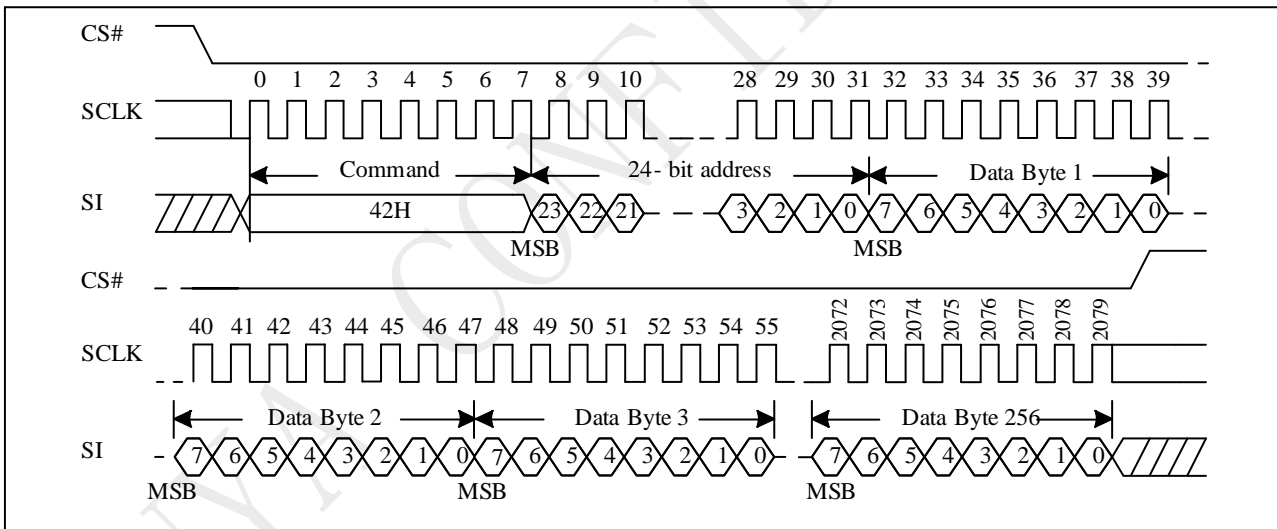 CS#
0 1 2 3 4 5 6 7 8 9 10 28 29 30 31 32 33 34 35 36 37 38 39
SCLK
Command 24- bit address Data Byte 1
SI
42H 23 22 21 3 2 1 0 7 6 5 4 3 2 1 0
MSB MSB
CS#
40 41 42 43 44 45 46 47 48 49 50 51 52 53 54 55 2072 2073 2074 2075 2076 2077 2078 2079
SCLK
Data Byte 2 Data Byte 3 Data Byte 256
SI
7 6 5 4 3 2 1 0 7 6 5 4 3 2 1 0 7 6 5 4 3 2 1 0
MSB MSB MSB